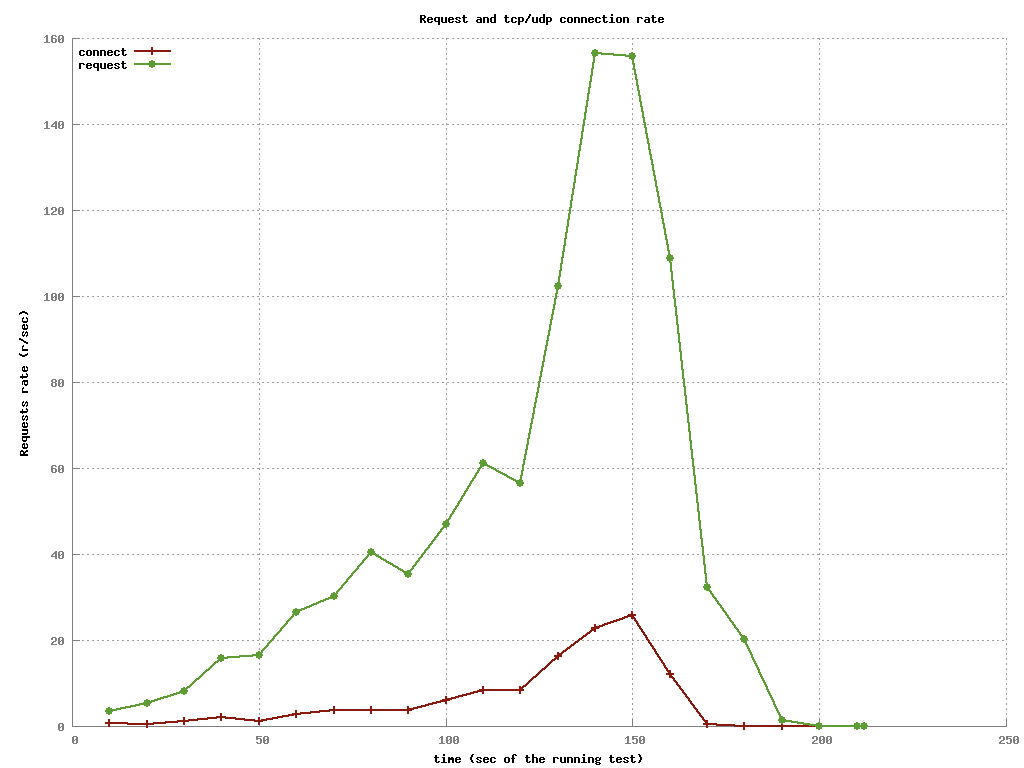 Request and tcp/udp connection rate
connect
request
160
140
120
100
80
60
40
20
0
Requests rate (r/sec)
0 50 100 150 200 250
time (sec of the running test)